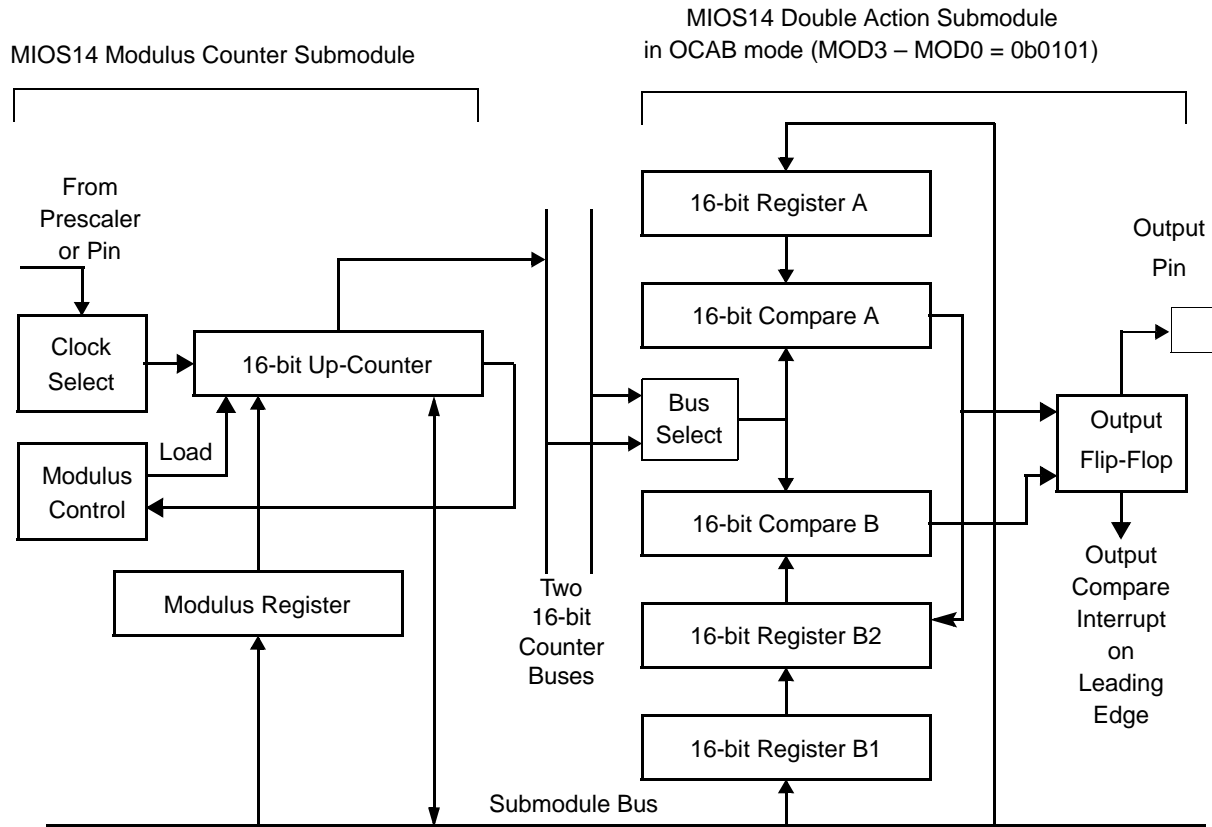 MIOS14 Modulus Counter Submodule
MIOS14 Double Action Submodule
in OCAB mode (MOD3 – MOD0 = 0b0101)
From
Prescaler
or Pin
Clock
Select
16-bit Up-Counter
Load
Modulus
Control
Modulus Register
Two
16-bit
Counter
Buses
Bus
Select
16-bit Register A
16-bit Compare A
16-bit Compare B
16-bit Register B2
16-bit Register B1
Output
Pin
Output
Flip-Flop
Output
Compare
Interrupt
on
Leading
Edge
Submodule Bus